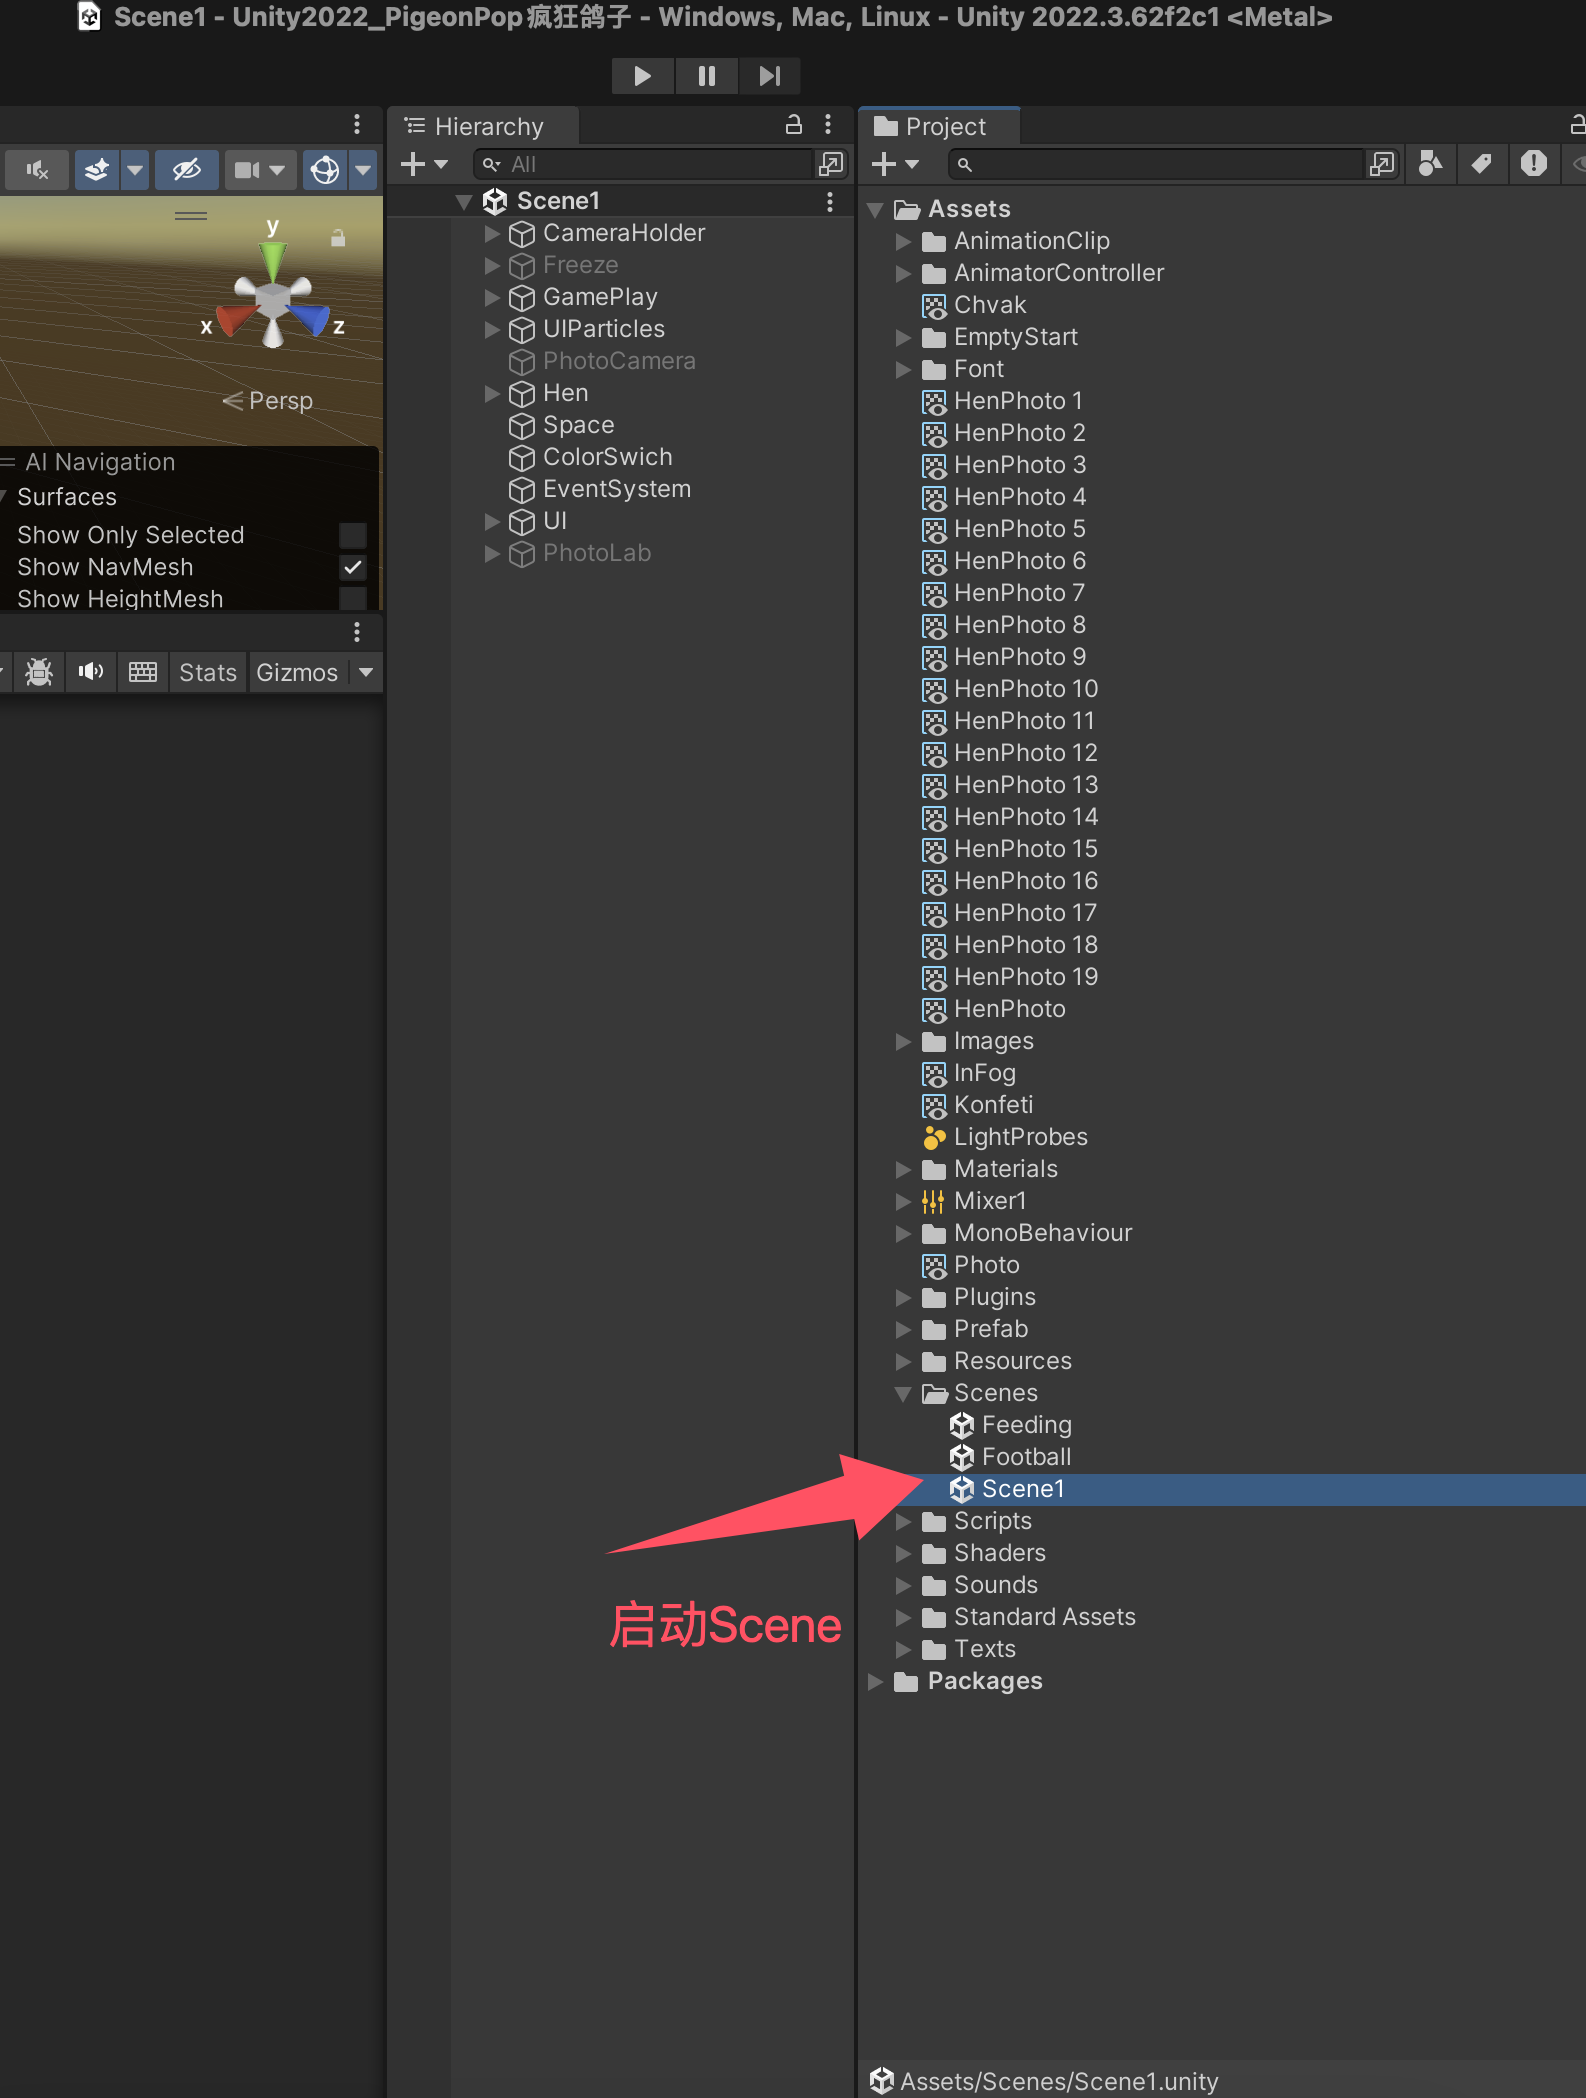 Scene1 - Unity2022_PigeonPop疯狂鸽子 - Windows, Mac, Linux - Unity 2022.3.62f2c1 <Metal>
y
x
z
Persp
AI Navigation
Surfaces
Show Only Selected
Show NavMesh
Show HeightMesh
Stats
Gizmos
Hierarchy
All
Scene1
CameraHolder
Freeze
GamePlay
UIParticles
PhotoCamera
Hen
Space
ColorSwich
EventSystem
UI
PhotoLab
Project
Assets
AnimationClip
AnimatorController
Chvak
EmptyStart
Font
HenPhoto 1
HenPhoto 2
HenPhoto 3
HenPhoto 4
HenPhoto 5
HenPhoto 6
HenPhoto 7
HenPhoto 8
HenPhoto 9
HenPhoto 10
HenPhoto 11
HenPhoto 12
HenPhoto 13
HenPhoto 14
HenPhoto 15
HenPhoto 16
HenPhoto 17
HenPhoto 18
HenPhoto 19
HenPhoto
Images
InFog
Konfeti
LightProbes
Materials
Mixer1
MonoBehaviour
Photo
Plugins
Prefab
Resources
Scenes
Feeding
Football
Scene1
Scripts
Shaders
Sounds
Standard Assets
Texts
Packages
启动Scene
Assets/Scenes/Scene1.unity